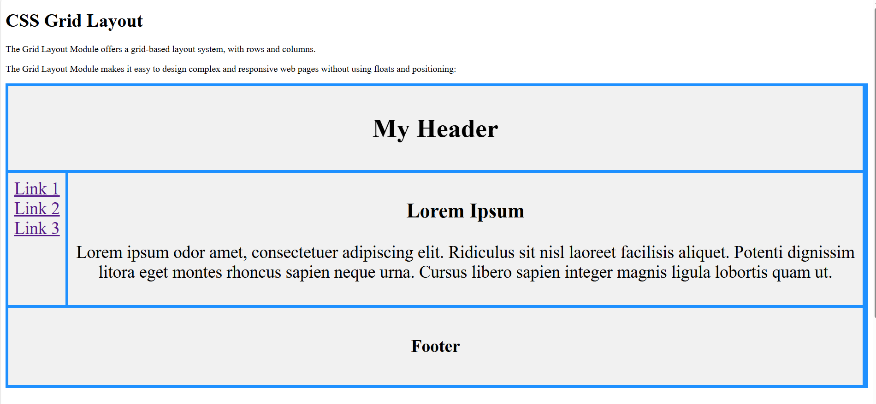 CSS Grid Layout
The Grid Layout Module offers a grid-based layout system, with rows and columns.
The Grid Layout Module makes it easy to design complex and responsive web pages without using floats and positioning:
My Header
Link 1
Link 2
Link 3
Lorem Ipsum
Lorem ipsum odor amet, consectetuer adipiscing elit. Ridiculus sit nisl laoreet facilisis aliquet. Potenti dignissim
litora eget montes rhoncus sapien neque urna. Cursus libero sapien integer magnis ligula lobortis quam ut.
Footer